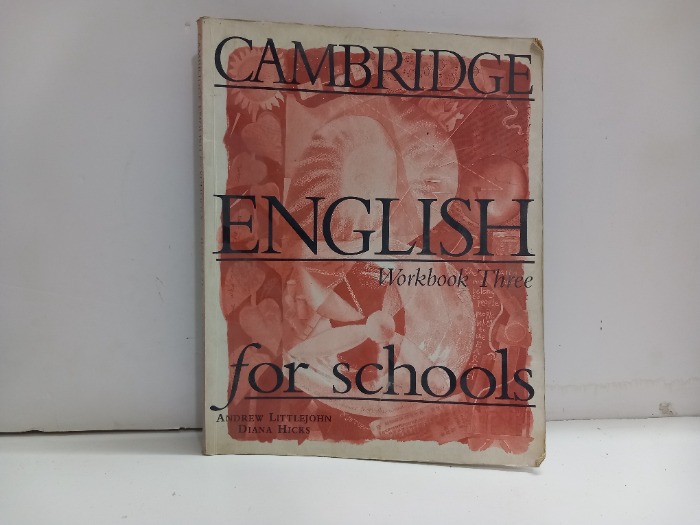 CAMBRIDGE
ENGLISH
Workbook Three
for schools
ANDREW LITTLEJOHN
DIANA HICKS